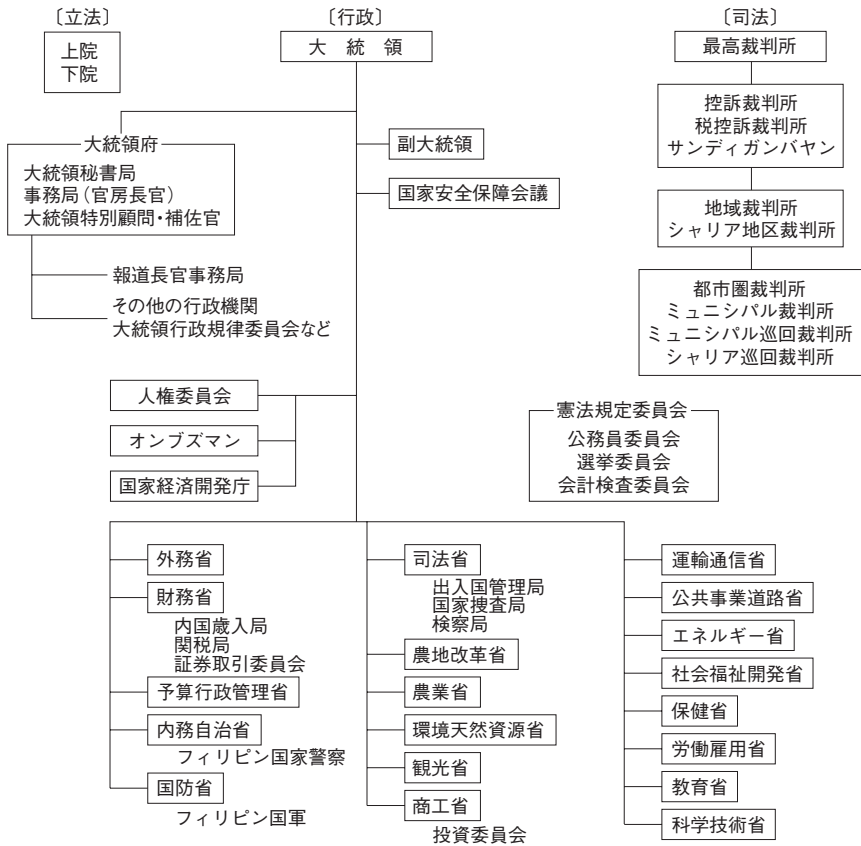 〔立法〕
上院
下院
〔行政〕
大統領
〔司法〕
最高裁判所
控訴裁判所
税控訴裁判所
サンディガンバヤン
地域裁判所
シャリア地区裁判所
都市圏裁判所
ミュニシパル裁判所
ミュニシパル巡回裁判所
シャリア巡回裁判所
大統領府
大統領秘書局
事務局（官房長官）
大統領特別顧問・補佐官
報道長官事務局
その他の行政機関
大統領行政規律委員会など
副大統領
国家安全保障会議
人権委員会
オンブズマン
国家経済開発庁
憲法規定委員会
公務員委員会
選挙委員会
会計検査委員会
外務省
財務省
内国歳入局
関税局
証券取引委員会
予算行政管理省
内務自治省
フィリピン国家警察
国防省
フィリピン国軍
司法省
出入国管理局
国家捜査局
検察局
農地改革省
農業省
環境天然資源省
観光省
商工省
投資委員会
運輸通信省
公共事業道路省
エネルギー省
社会福祉開発省
保健省
労働雇用省
教育省
科学技術省